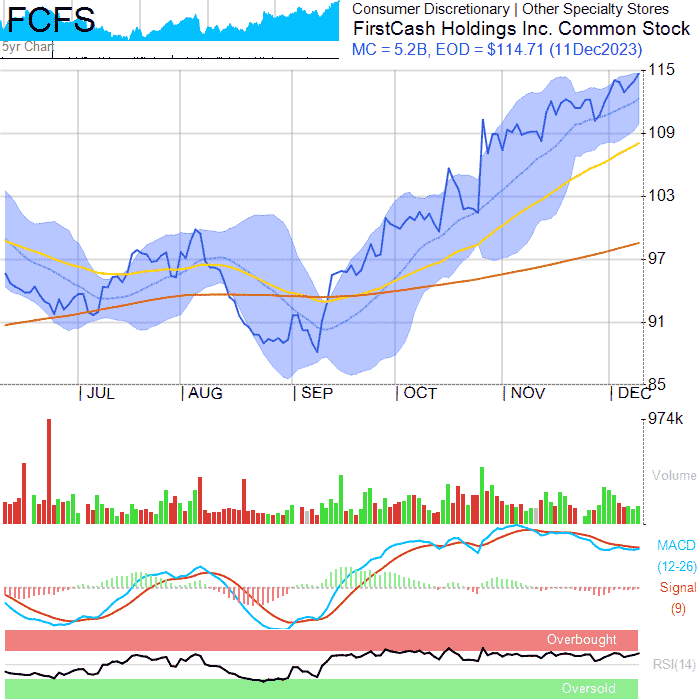 FCFS
5yr Chart
Consumer Discretionary | Other Specialty Stores
FirstCash Holdings Inc. Common Stock
MC = 5.2B, EOD = $114.71 (11Dec2023)
115
109
103
97
91
85
| JUL
| AUG
| SEP
| OCT
| NOV
| DEC
974k
Volume
MACD
(12-26)
Signal
(9)
Overbought
RSI(14)
Oversold